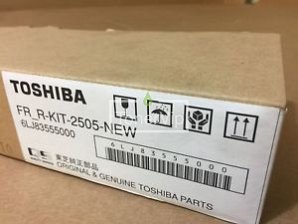 TOSHIBA
FR_R-KIT-2505-NEW
6LJ83555000
6LJ83555000
東芝純正部品
ORIGINAL & GENUINE TOSHIBA PARTS